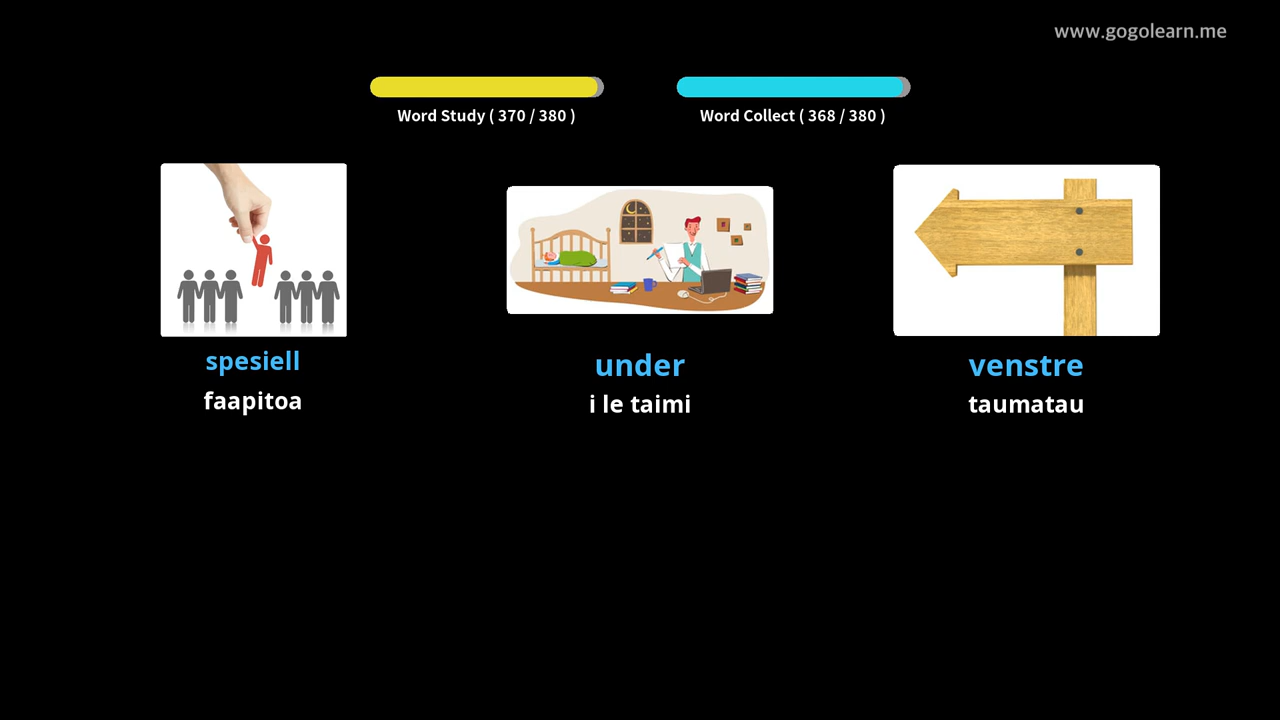 www.gogolearn.me
Word Study ( 370 / 380 )
Word Collect ( 368 / 380 )
spesiell
faapitoa
under
i le taimi
venstre
taumatau